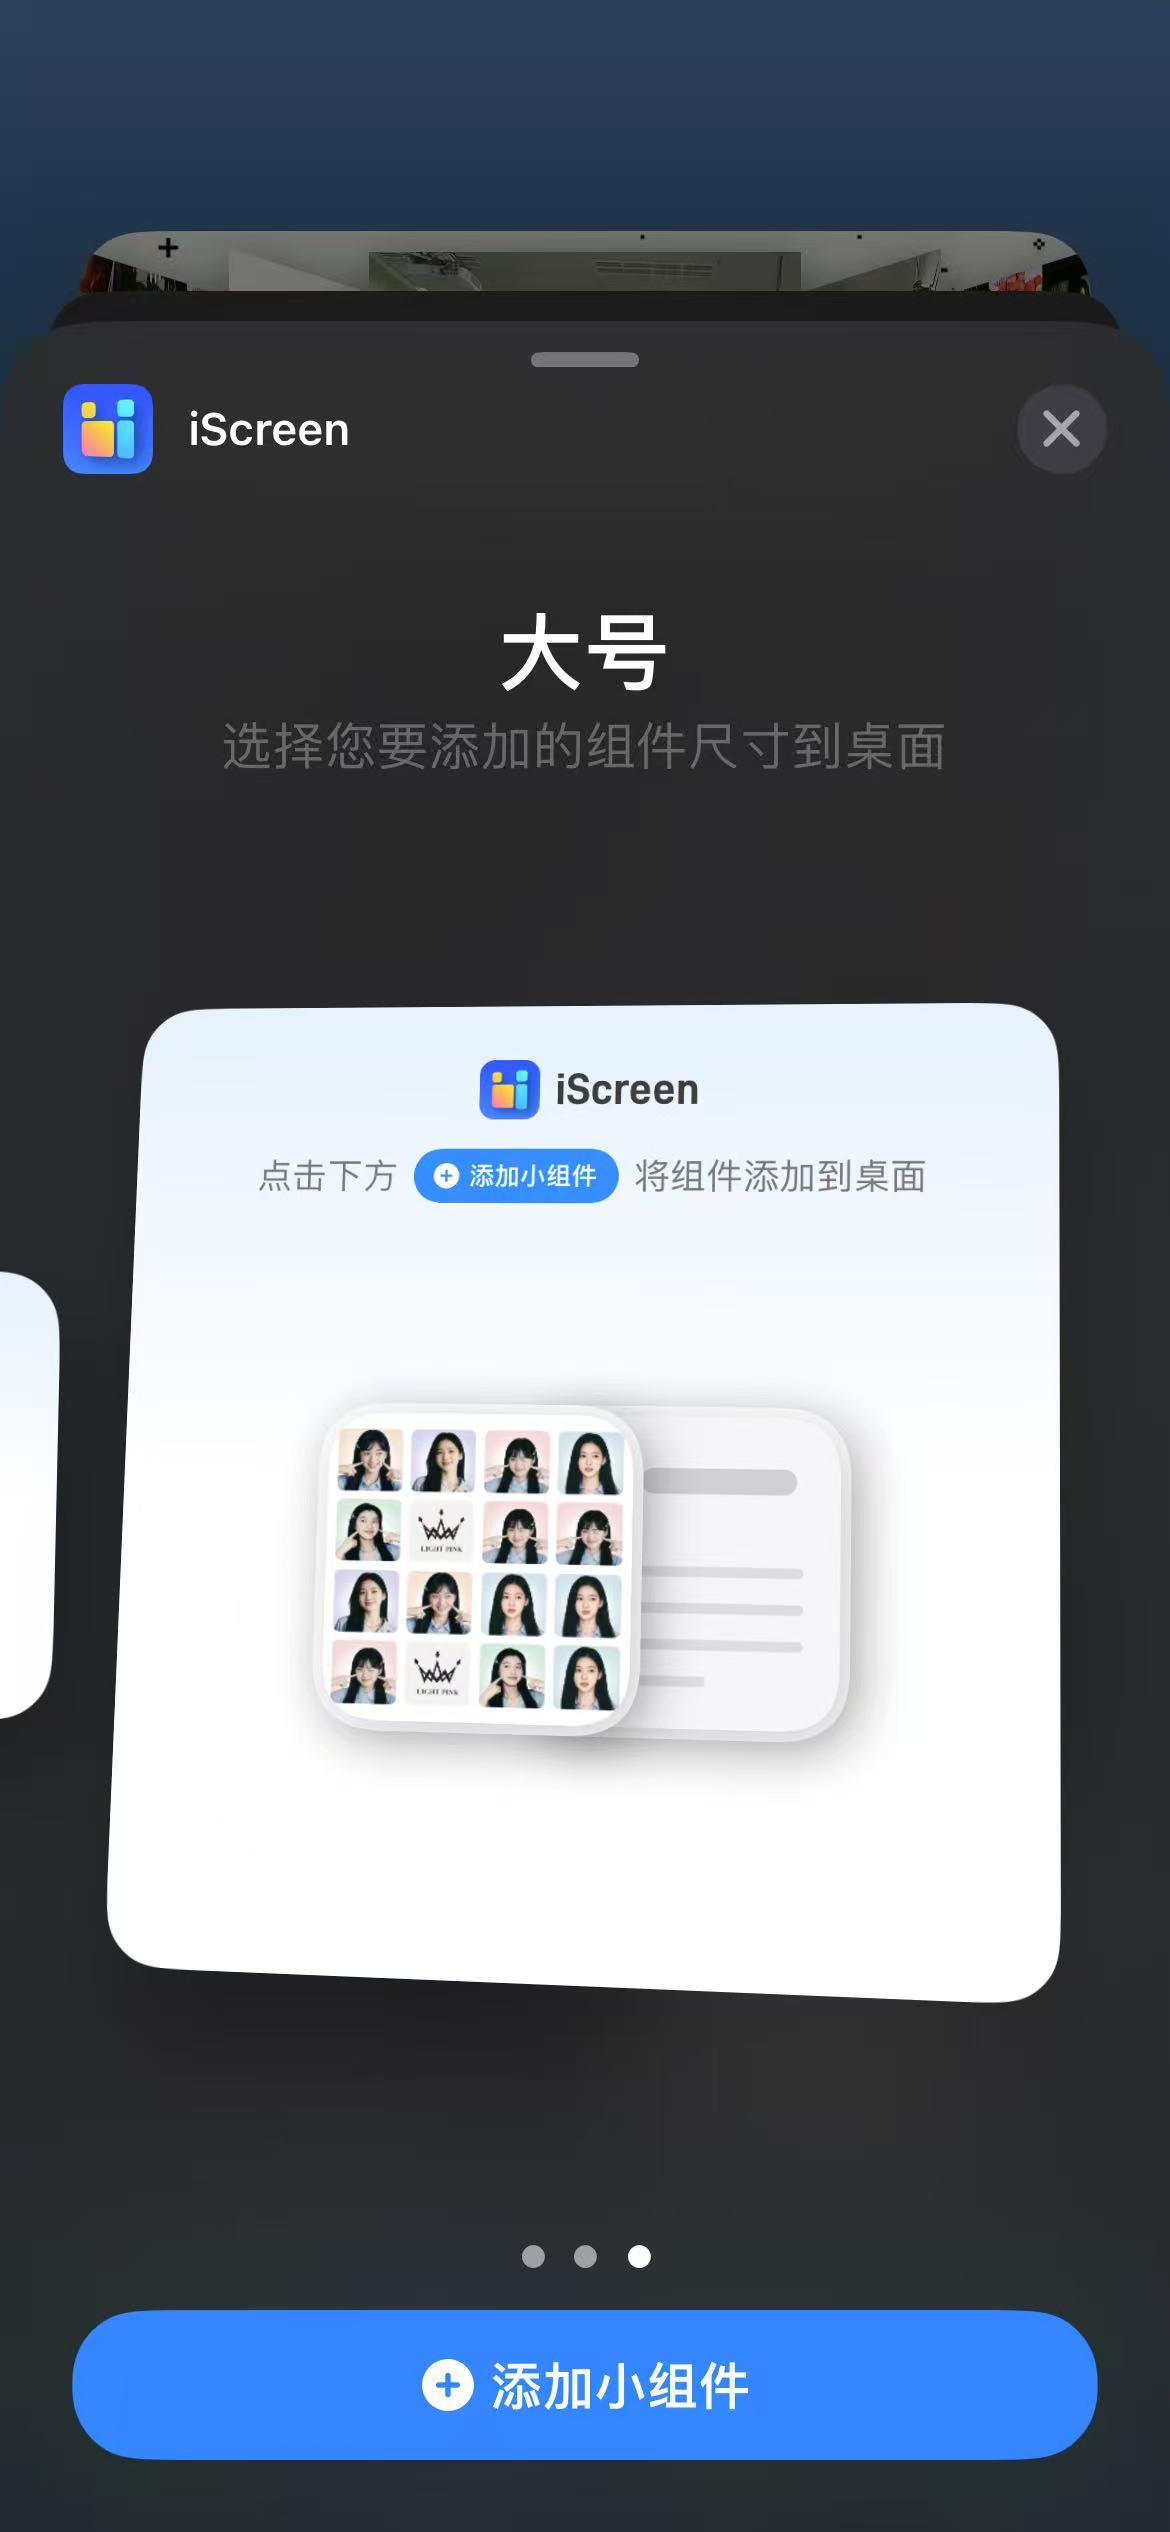 iScreen
大号
选择您要添加的组件尺寸到桌面
iScreen
点击下方 添加小组件 将组件添加到桌面
LIGHT PINK
LIGHT PINK
添加小组件